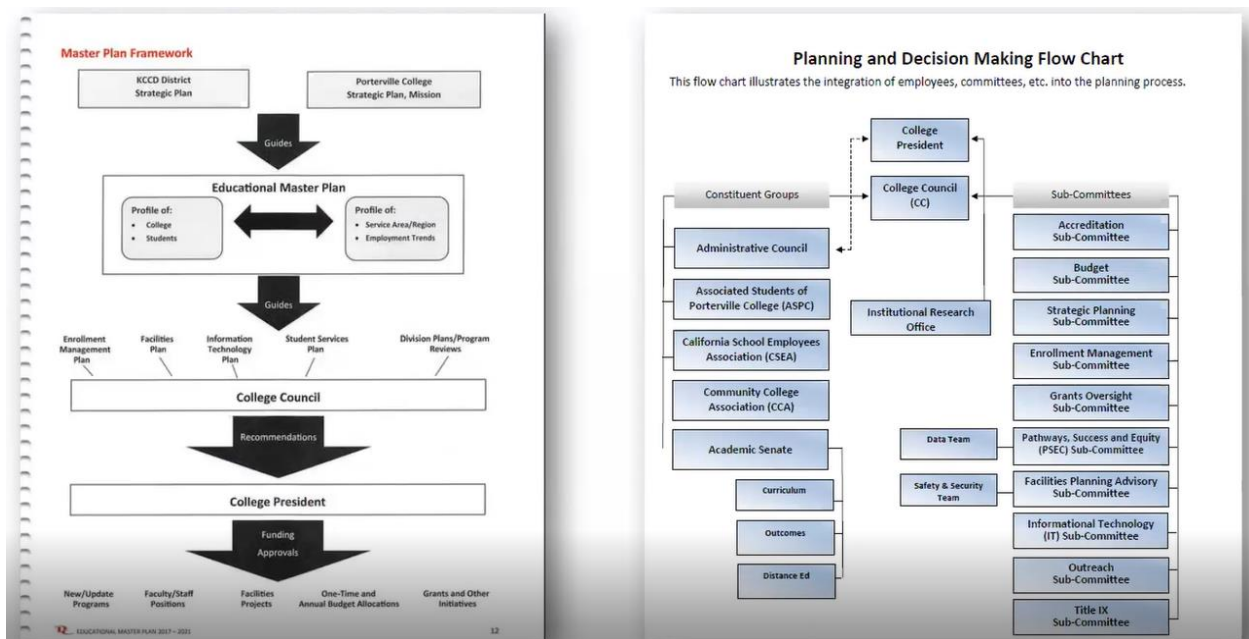 Master Plan Framework
KCCD District
Strategic Plan
Porterville College
Strategic Plan, Mission
Guides
Educational Master Plan
Profile of:
• College
• Students
Profile of:
• Service Area/Region
• Employment Trends
Guides
Enrollment
Management
Plan
Facilities
Plan
Information
Technology
Plan
Student Services
Plan
Division Plans/Program
Reviews
College Council
Recommendations
College President
Funding
Approvals
New/Update
Programs
Faculty/Staff
Positions
Facilities
Projects
One-Time and
Annual Budget Allocations
Grants and Other
Initiatives
EDUCATIONAL MASTER PLAN 2017 – 2021
12
Planning and Decision Making Flow Chart
This flow chart illustrates the integration of employees, committees, etc. into the planning process.
College
President
Constituent Groups
College Council
(CC)
Sub-Committees
Administrative Council
Associated Students of
Porterville College (ASPC)
California School Employees
Association (CSEA)
Community College
Association (CCA)
Academic Senate
Curriculum
Outcomes
Distance Ed
Institutional Research
Office
Data Team
Safety & Security
Team
Accreditation
Sub-Committee
Budget
Sub-Committee
Strategic Planning
Sub-Committee
Enrollment Management
Sub-Committee
Grants Oversight
Sub-Committee
Pathways, Success and Equity
(PSEC) Sub-Committee
Facilities Planning Advisory
Sub-Committee
Informational Technology
(IT) Sub-Committee
Outreach
Sub-Committee
Title IX
Sub-Committee